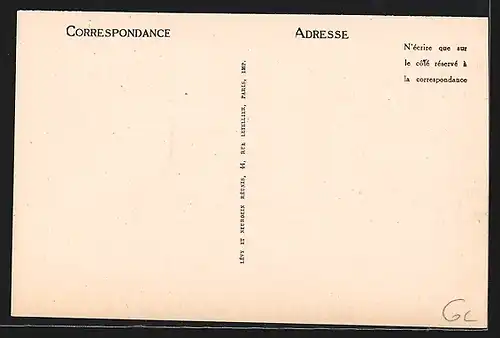 CORRESPONDANCE
ADRESSE
N'écrire que sur
le côté réservé à
la correspondance
LÉVY ET NEURDEIN RÉUNIS, 44, RUE LETELLIER, PARIS, IMP.
GC